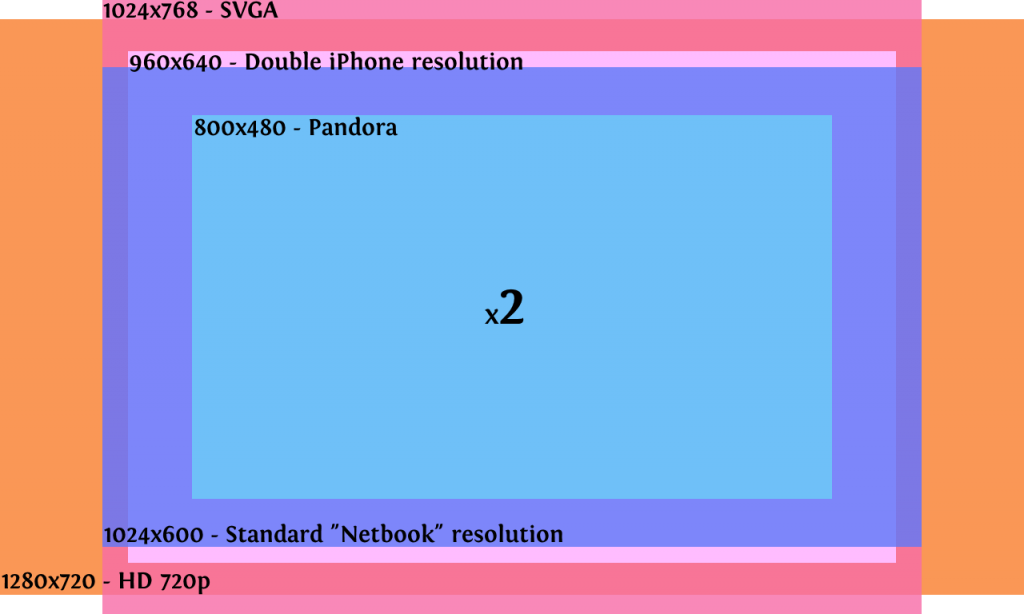 1024x768 - SVGA
960x640 - Double iPhone resolution
800x480 - Pandora
x2
1024x600 - Standard "Netbook" resolution
1280x720 - HD 720p